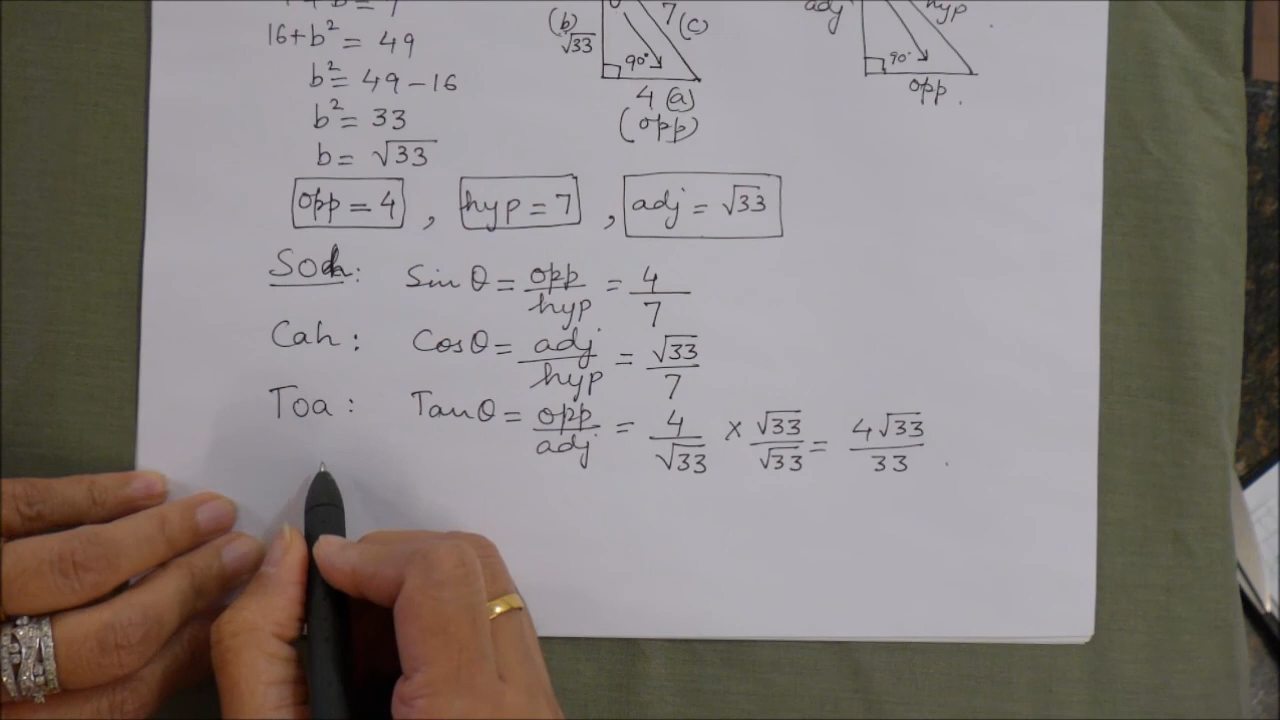 16+b² = 49
b² = 49 - 16
b² = 33
b = √33
(b) √33
7 (c)
90°
4 (a)
(opp)
adj
hyp
90°
opp.
opp = 4 , hyp = 7 , adj = √33
Soh: Sin θ = opp/hyp = 4/7
Cah: Cosθ = adj/hyp = √33/7
Toa: Tanθ = opp/adj = 4/√33 × √33/√33 = 4√33/33 .